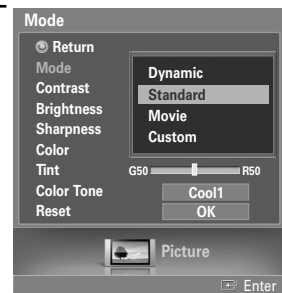 Mode
Return
Mode
Dynamic
Contrast
Standard
Brightness
Movie
Sharpness
Custom
Color
Tint G50 R50
Color Tone Cool1
Reset OK
Picture
Enter